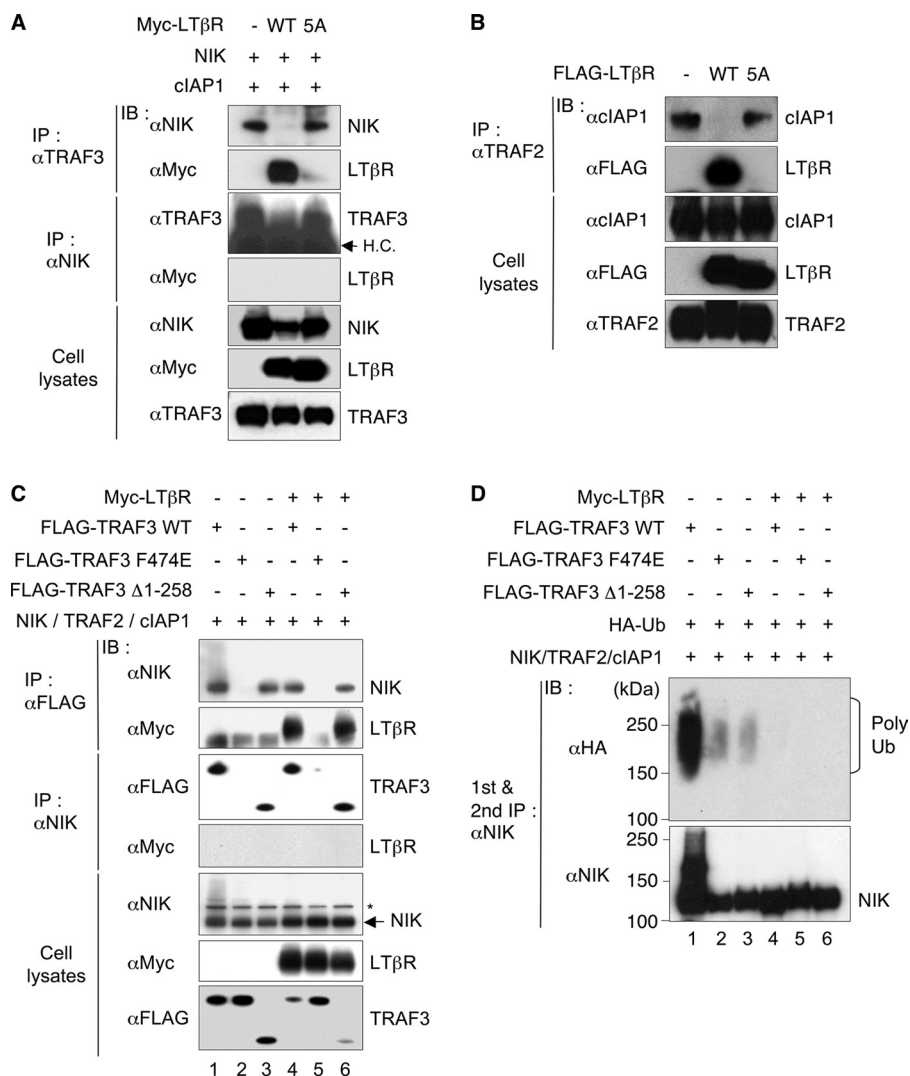 A
Myc-LTβR - WT 5A
NIK + + +
cIAP1 + + +
IB :
IP : αTRAF3
αNIK NIK
αMyc LTβR
IP : αNIK
αTRAF3 TRAF3
H.C.
αMyc LTβR
Cell lysates
αNIK NIK
αMyc LTβR
αTRAF3 TRAF3
B
FLAG-LTβR - WT 5A
IB :
IP : αTRAF2
αcIAP1 cIAP1
αFLAG LTβR
Cell lysates
αcIAP1 cIAP1
αFLAG LTβR
αTRAF2 TRAF2
C
Myc-LTβR - - - + + +
FLAG-TRAF3 WT + - - + - -
FLAG-TRAF3 F474E - + - - + -
FLAG-TRAF3 Δ1-258 - - + - - +
NIK / TRAF2 / cIAP1 + + + + + +
IB :
IP : αFLAG
αNIK NIK
αMyc LTβR
IP : αNIK
αFLAG TRAF3
αMyc LTβR
Cell lysates
αNIK * NIK
αMyc LTβR
αFLAG TRAF3
1 2 3 4 5 6
D
Myc-LTβR - - - + + +
FLAG-TRAF3 WT + - - + - -
FLAG-TRAF3 F474E - + - - + -
FLAG-TRAF3 Δ1-258 - - + - - +
HA-Ub + + + + + +
NIK/TRAF2/cIAP1 + + + + + +
IB : (kDa)
1st & 2nd IP : αNIK
αHA 250 150 100 Poly Ub
αNIK 250 150 100 NIK
1 2 3 4 5 6